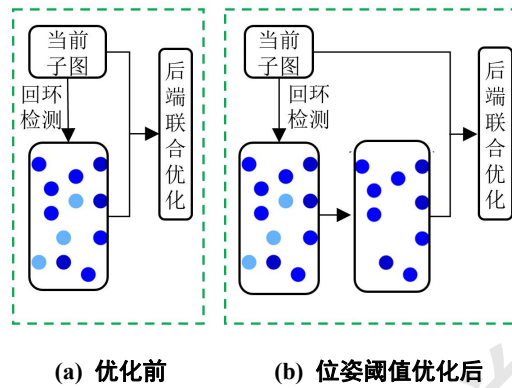 当前
子图
回环
检测
后端联合优化
当前
子图
回环
检测
后端联合优化
(a) 优化前
(b) 位姿阈值优化后